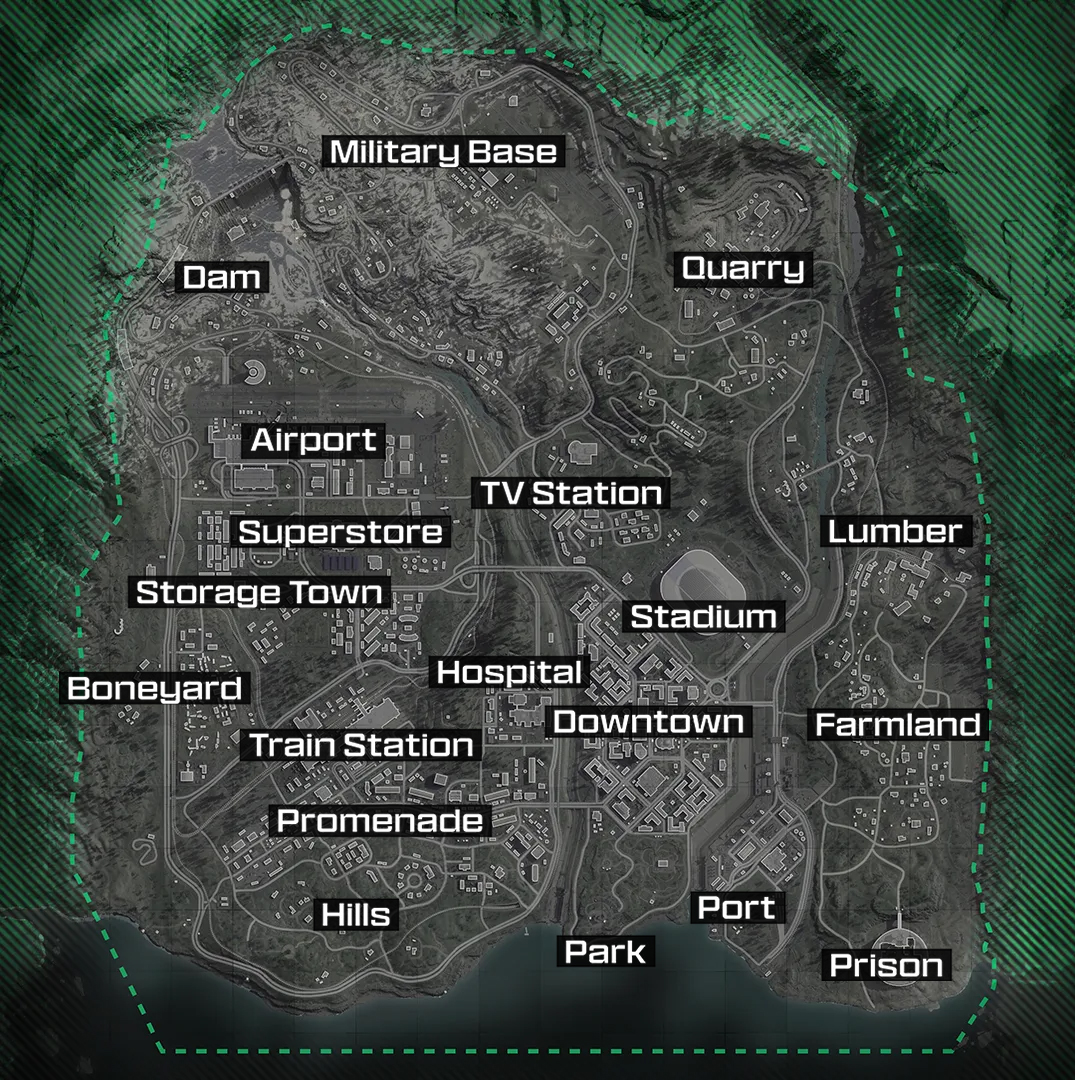 Military Base
Dam
Quarry
Airport
TV Station
Superstore
Lumber
Storage Town
Stadium
Hospital
Boneyard
Downtown
Farmland
Train Station
Promenade
Port
Hills
Park
Prison